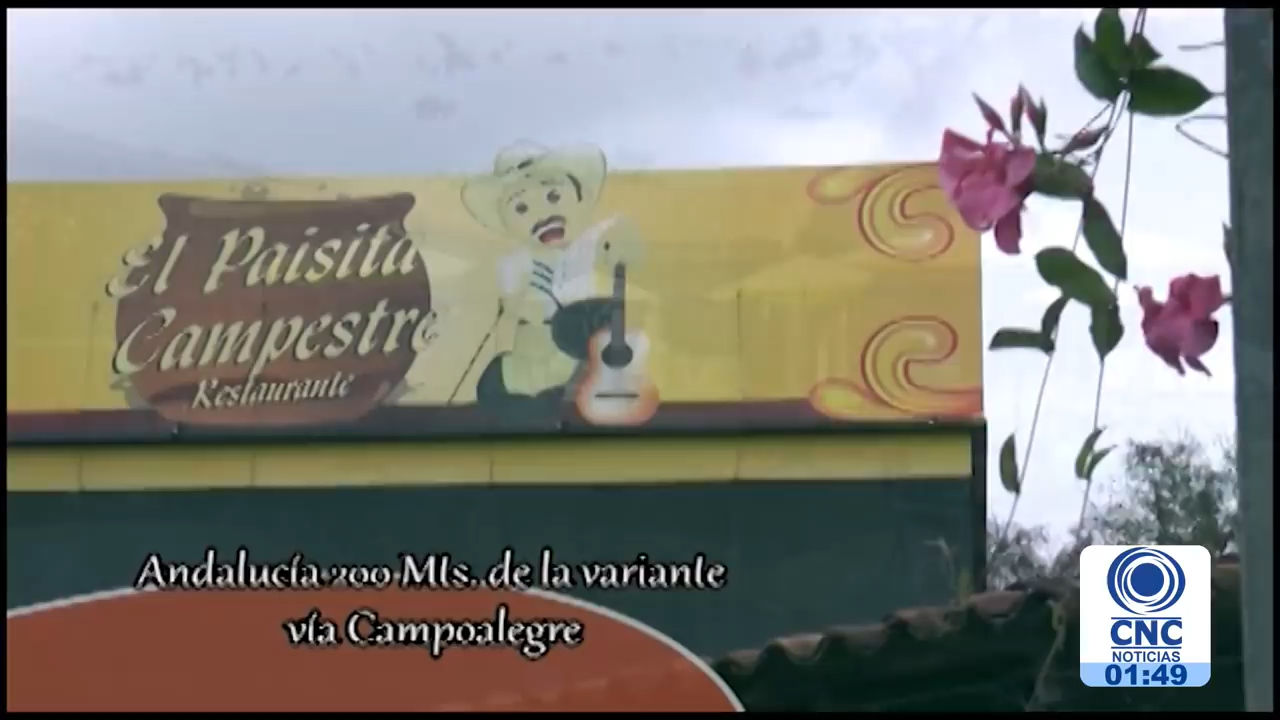 El Paisita
Campestre
Restaurante
Andalucía 200 Mts. de la variante
vía Campoalegre
CNC
NOTICIAS
01:49